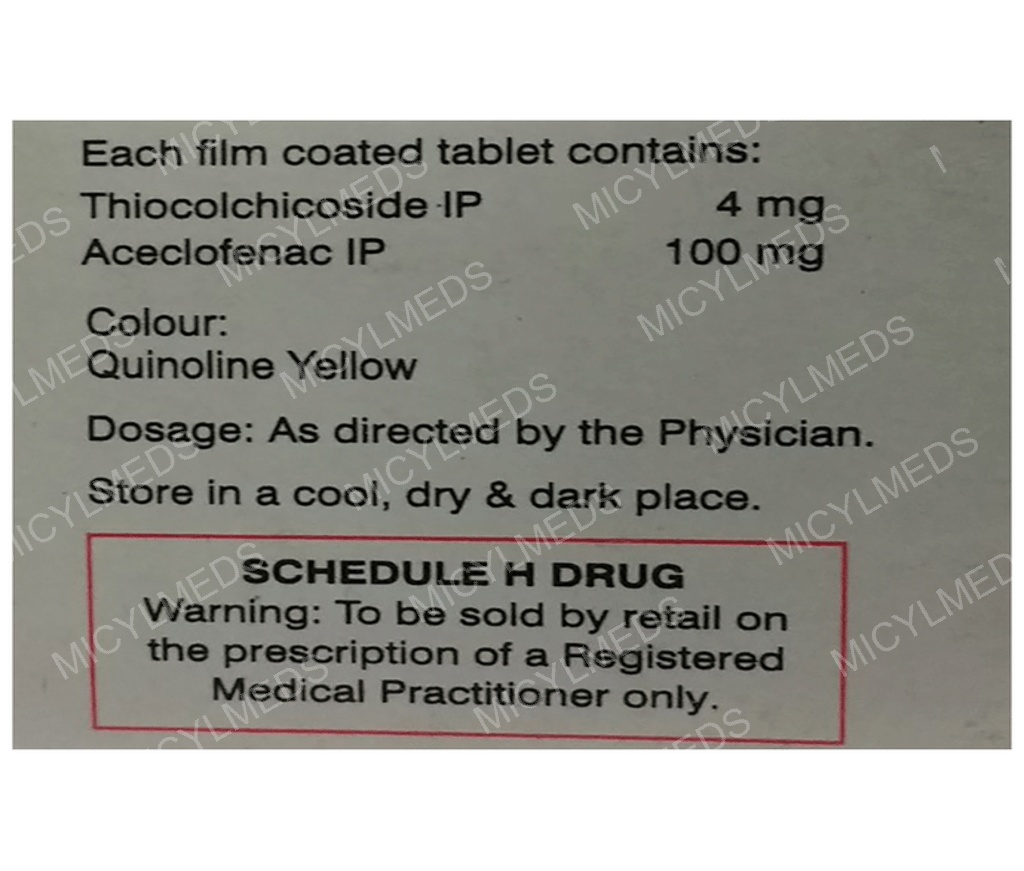 Each film coated tablet contains:
Thiocolchicoside IP 4 mg
Aceclofenac IP 100 mg
Colour:
Quinoline Yellow
Dosage: As directed by the Physician.
Store in a cool, dry & dark place.
SCHEDULE H DRUG
Warning: To be sold by retail on
the prescription of a Registered
Medical Practitioner only.
MICYLMEDS